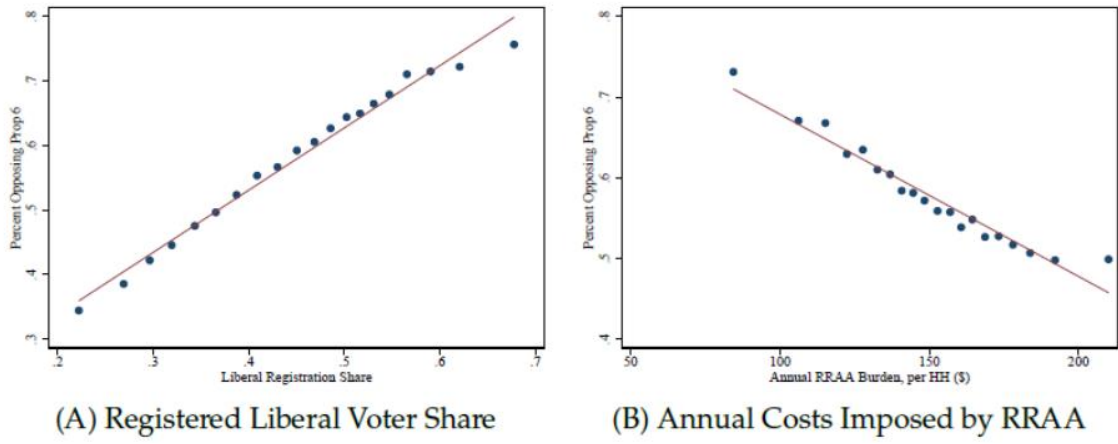 .8
.7
.6
.5
.4
.3
Percent Opposing Prop 6
.2 .3 .4 .5 .6 .7
Liberal Registration Share
(A) Registered Liberal Voter Share
.8
.7
.6
.5
.4
Percent Opposing Prop 6
50 100 150 200
Annual RRAA Burden, per HH ($)
(B) Annual Costs Imposed by RRAA